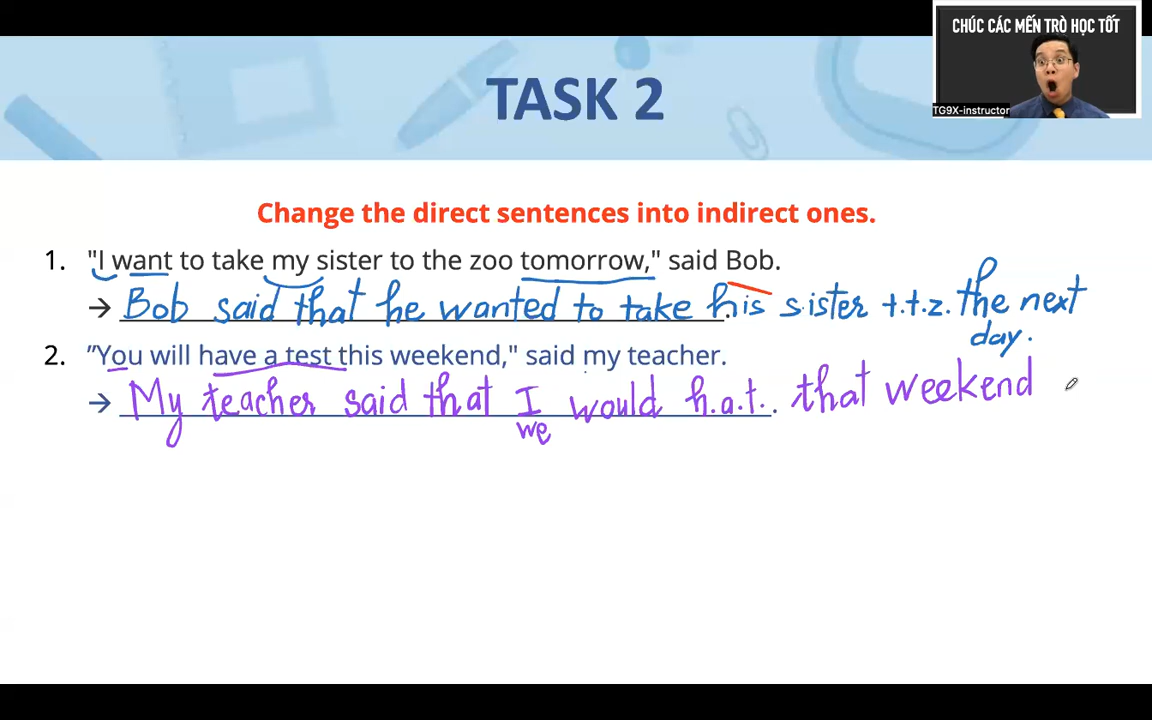 CHÚC CÁC MẾN TRÒ HỌC TỐT
TG9X-instructor
TASK 2
Change the direct sentences into indirect ones.
1. "I want to take my sister to the zoo tomorrow," said Bob.
→ Bob said that he wanted to take his sister t.t.z. the next
day.
2. "You will have a test this weekend," said my teacher.
→ My teacher said that I would h.a.t. that weekend
we